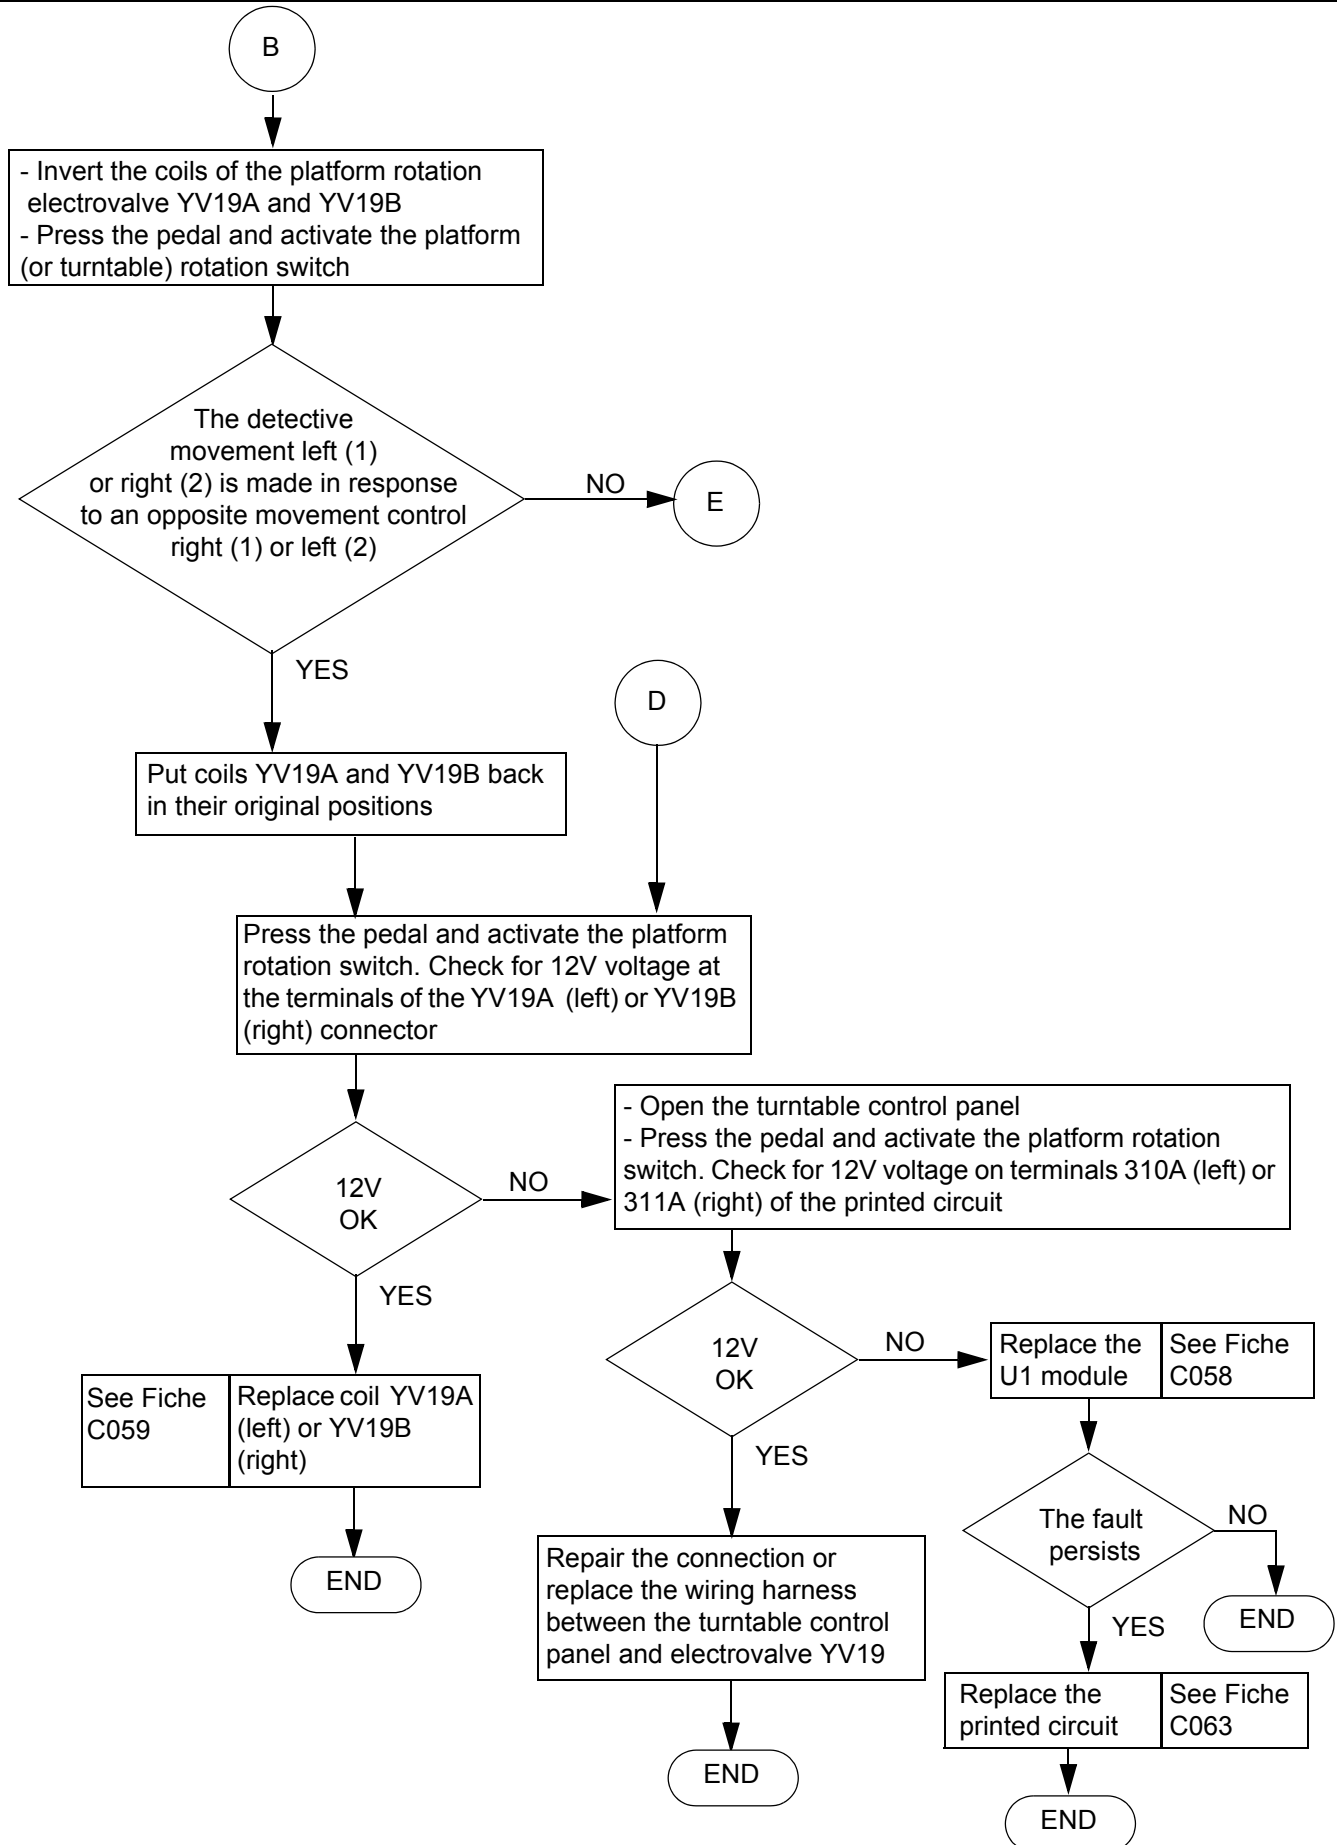 B
- Invert the coils of the platform rotation
electrovalve YV19A and YV19B
- Press the pedal and activate the platform
(or turntable) rotation switch
The detective
movement left (1)
or right (2) is made in response
to an opposite movement control
right (1) or left (2)
NO
E
YES
D
Put coils YV19A and YV19B back
in their original positions
Press the pedal and activate the platform
rotation switch. Check for 12V voltage at
the terminals of the YV19A (left) or YV19B
(right) connector
- Open the turntable control panel
- Press the pedal and activate the platform rotation
switch. Check for 12V voltage on terminals 310A (left) or
311A (right) of the printed circuit
12V
OK
NO
YES
12V
OK
NO
Replace the
U1 module
See Fiche
C058
See Fiche
C059
Replace coil YV19A
(left) or YV19B
(right)
YES
The fault
persists
NO
END
Repair the connection or
replace the wiring harness
between the turntable control
panel and electrovalve YV19
END
YES
Replace the
printed circuit
See Fiche
C063
END
END